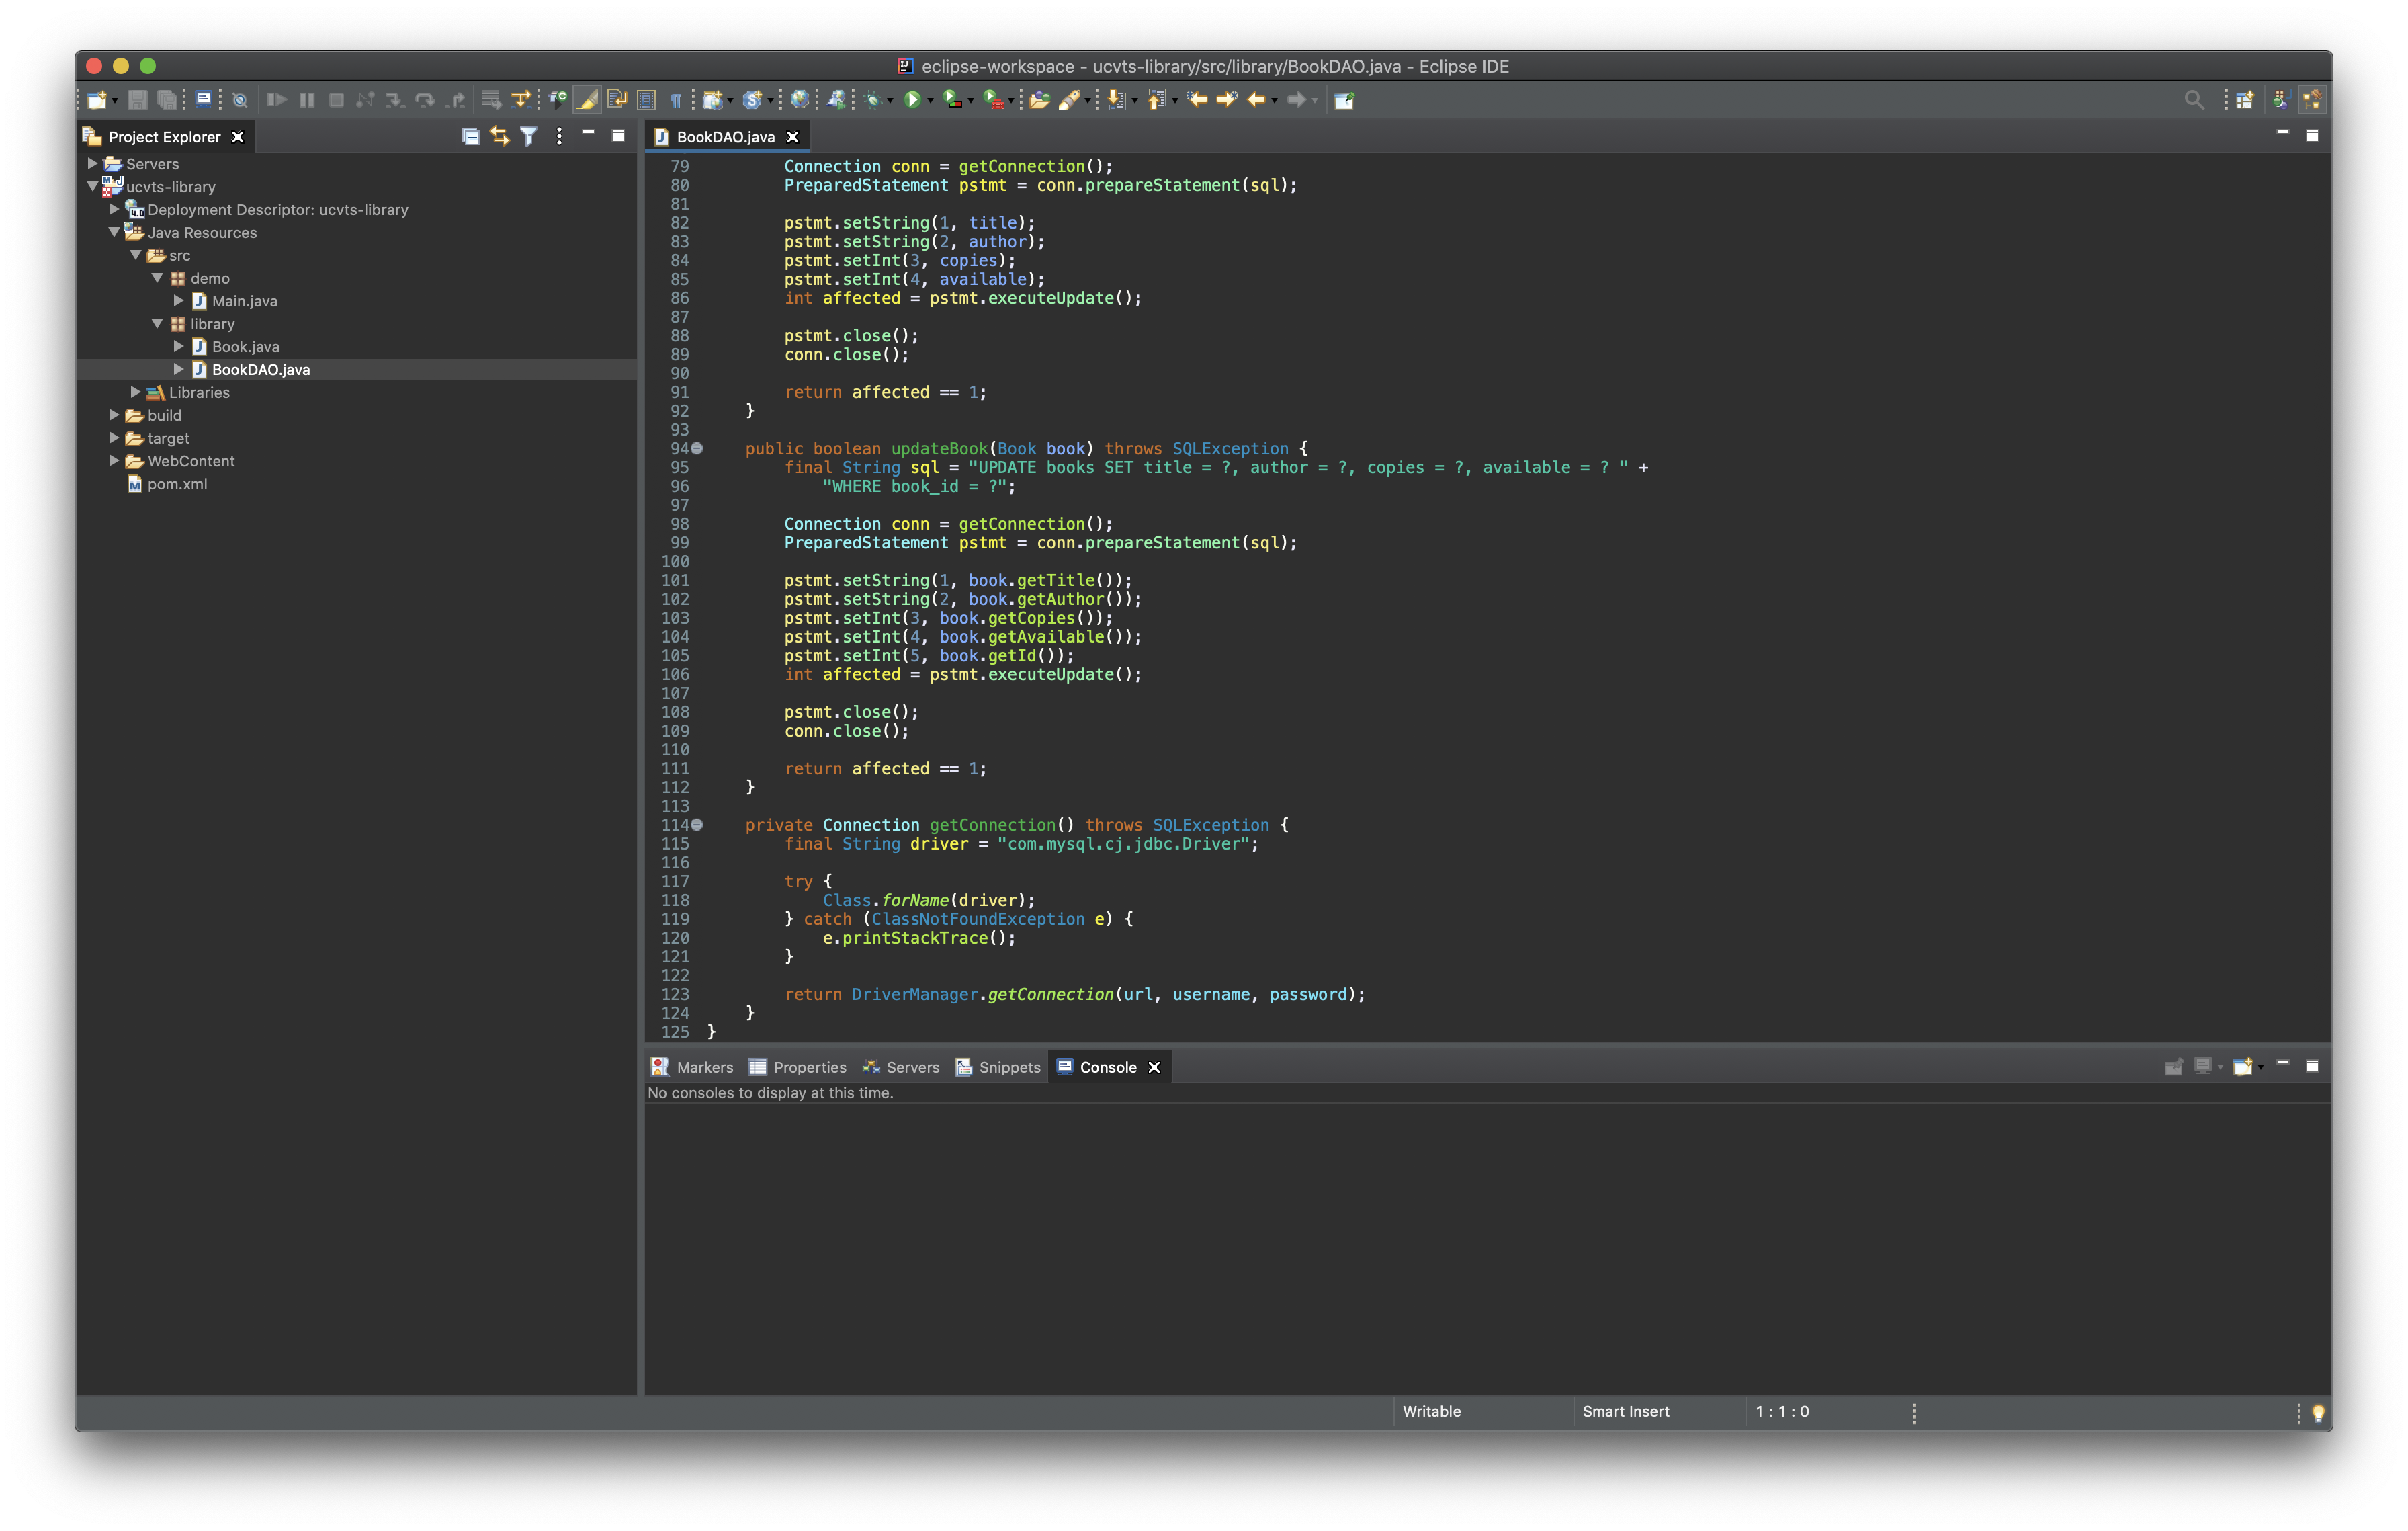 eclipse-workspace - ucvts-library/src/library/BookDAO.java - Eclipse IDE
Project Explorer
Servers
ucvts-library
Deployment Descriptor: ucvts-library
Java Resources
src
demo
Main.java
library
Book.java
BookDAO.java
Libraries
build
target
WebContent
pom.xml
BookDAO.java
79 Connection conn = getConnection();
80 PreparedStatement pstmt = conn.prepareStatement(sql);
81
82 pstmt.setString(1, title);
83 pstmt.setString(2, author);
84 pstmt.setInt(3, copies);
85 pstmt.setInt(4, available);
86 int affected = pstmt.executeUpdate();
87
88 pstmt.close();
89 conn.close();
90
91 return affected == 1;
92 }
93
94 public boolean updateBook(Book book) throws SQLException {
95 final String sql = "UPDATE books SET title = ?, author = ?, copies = ?, available = ? " +
96 "WHERE book_id = ?";
97
98 Connection conn = getConnection();
99 PreparedStatement pstmt = conn.prepareStatement(sql);
100
101 pstmt.setString(1, book.getTitle());
102 pstmt.setString(2, book.getAuthor());
103 pstmt.setInt(3, book.getCopies());
104 pstmt.setInt(4, book.getAvailable());
105 pstmt.setInt(5, book.getId());
106 int affected = pstmt.executeUpdate();
107
108 pstmt.close();
109 conn.close();
110
111 return affected == 1;
112 }
113
114 private Connection getConnection() throws SQLException {
115 final String driver = "com.mysql.cj.jdbc.Driver";
116
117 try {
118 Class.forName(driver);
119 } catch (ClassNotFoundException e) {
120 e.printStackTrace();
121 }
122
123 return DriverManager.getConnection(url, username, password);
124 }
125 }
Markers Properties Servers Snippets Console
No consoles to display at this time.
Writable Smart Insert 1 : 1 : 0